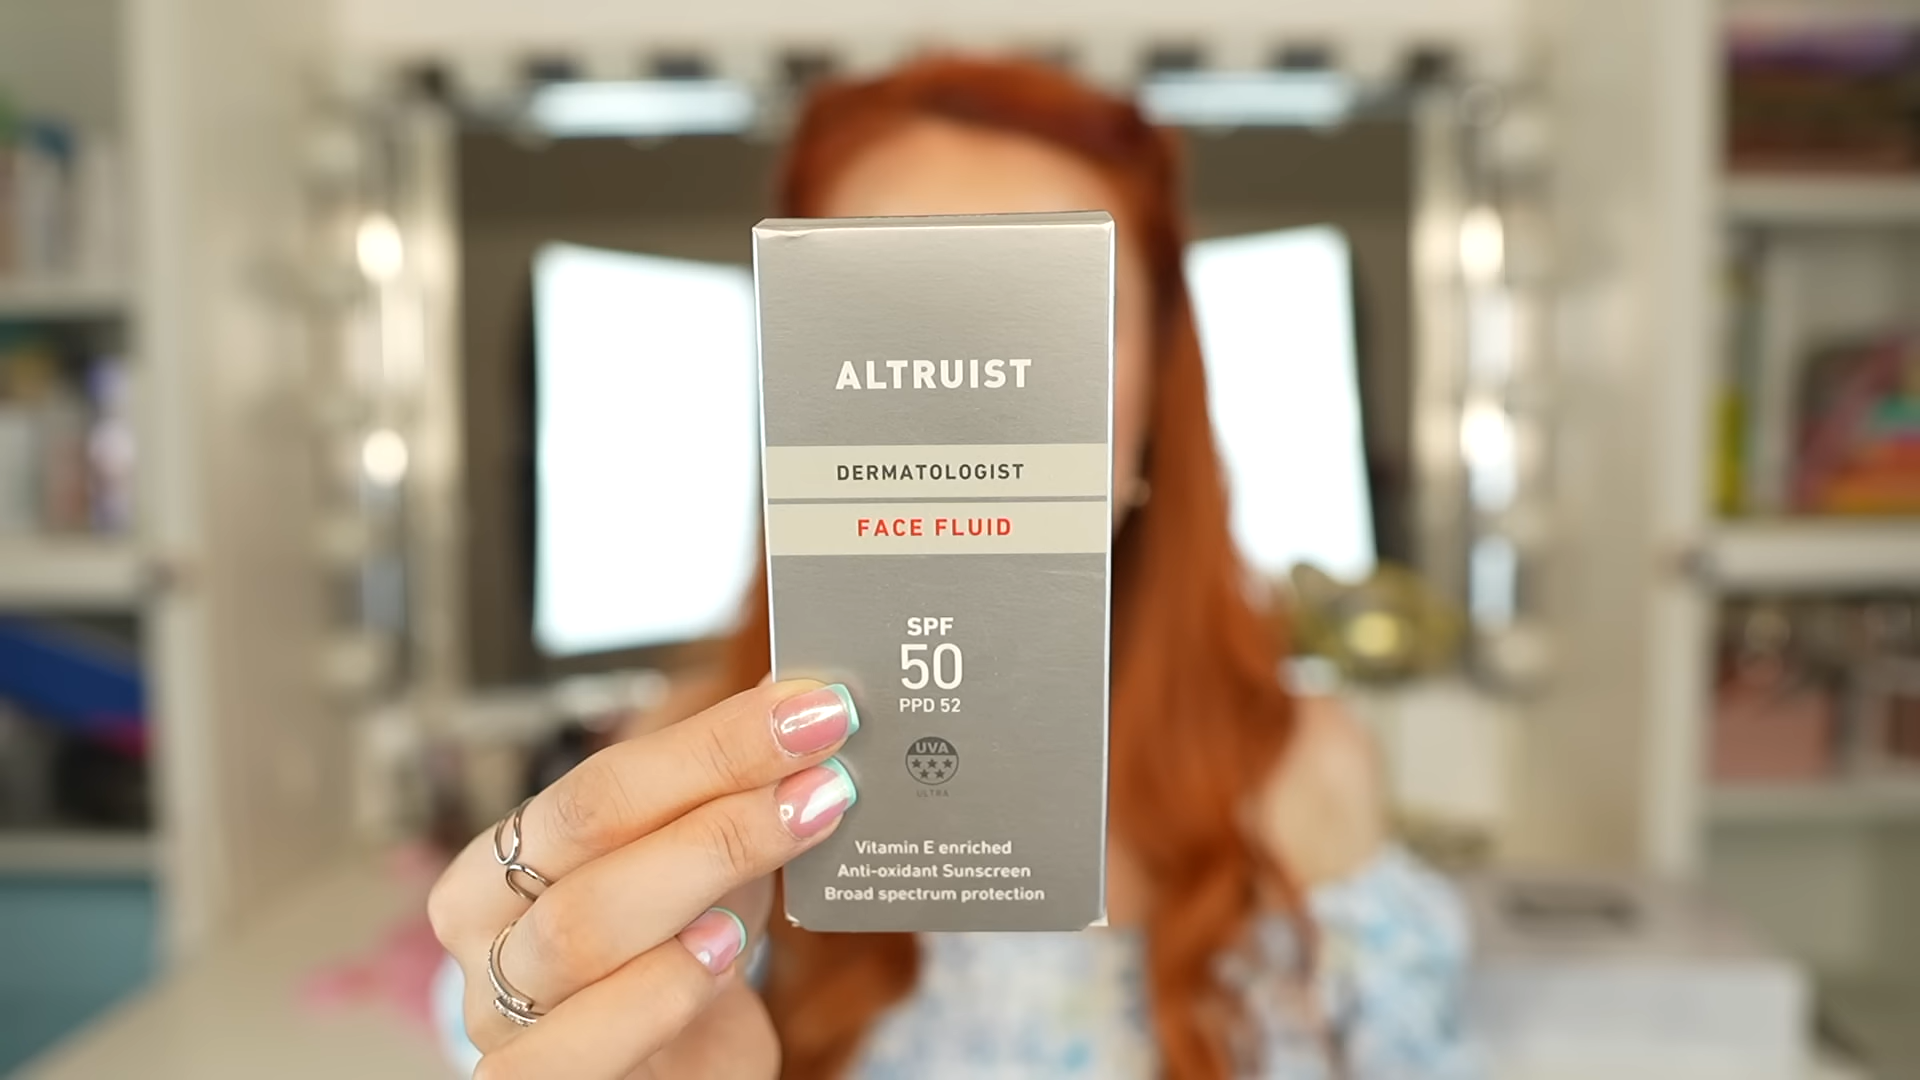 ALTRUIST
DERMATOLOGIST
FACE FLUID
SPF
50
PPD 52
UVA
ULTRA
Vitamin E enriched
Anti-oxidant Sunscreen
Broad spectrum protection